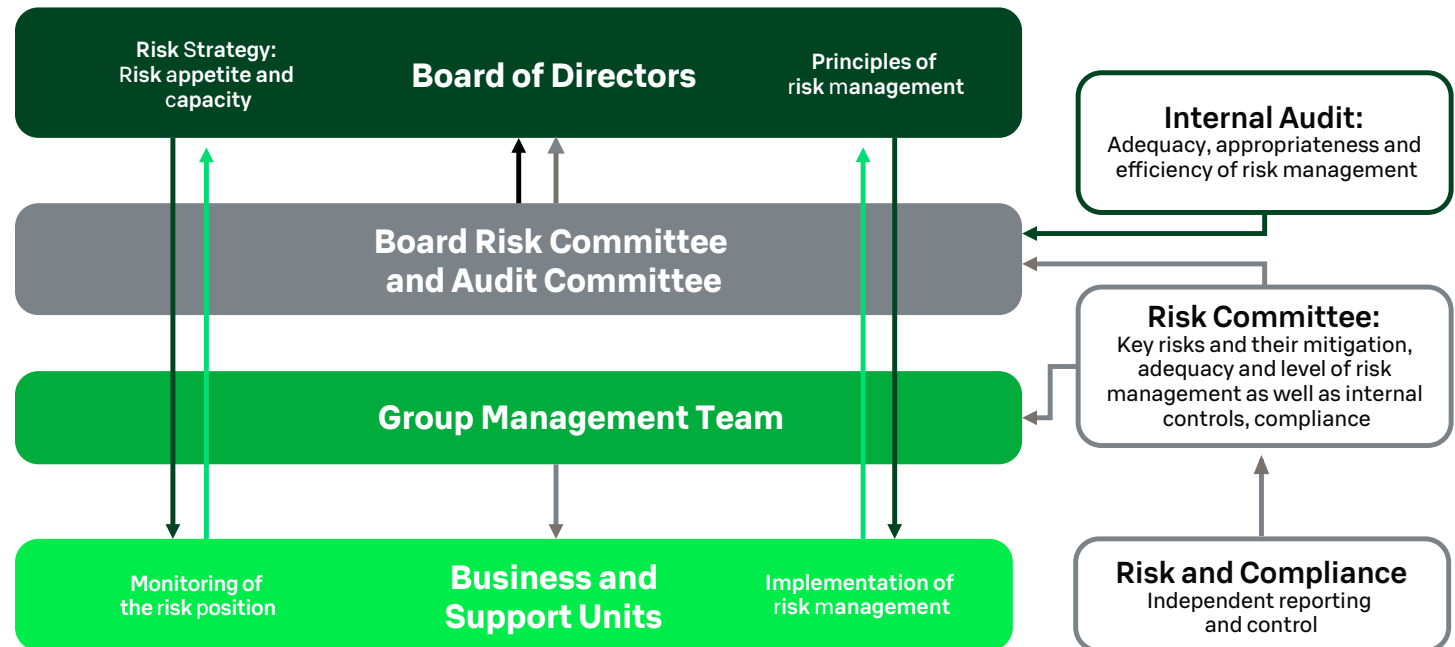 Risk Strategy:
Risk appetite and
capacity
Board of Directors
Principles of
risk management
Internal Audit:
Adequacy, appropriateness and
efficiency of risk management
Board Risk Committee
and Audit Committee
Risk Committee:
Key risks and their mitigation,
adequacy and level of risk
management as well as internal
controls, compliance
Group Management Team
Monitoring of
the risk position
Business and
Support Units
Implementation of
risk management
Risk and Compliance
Independent reporting
and control